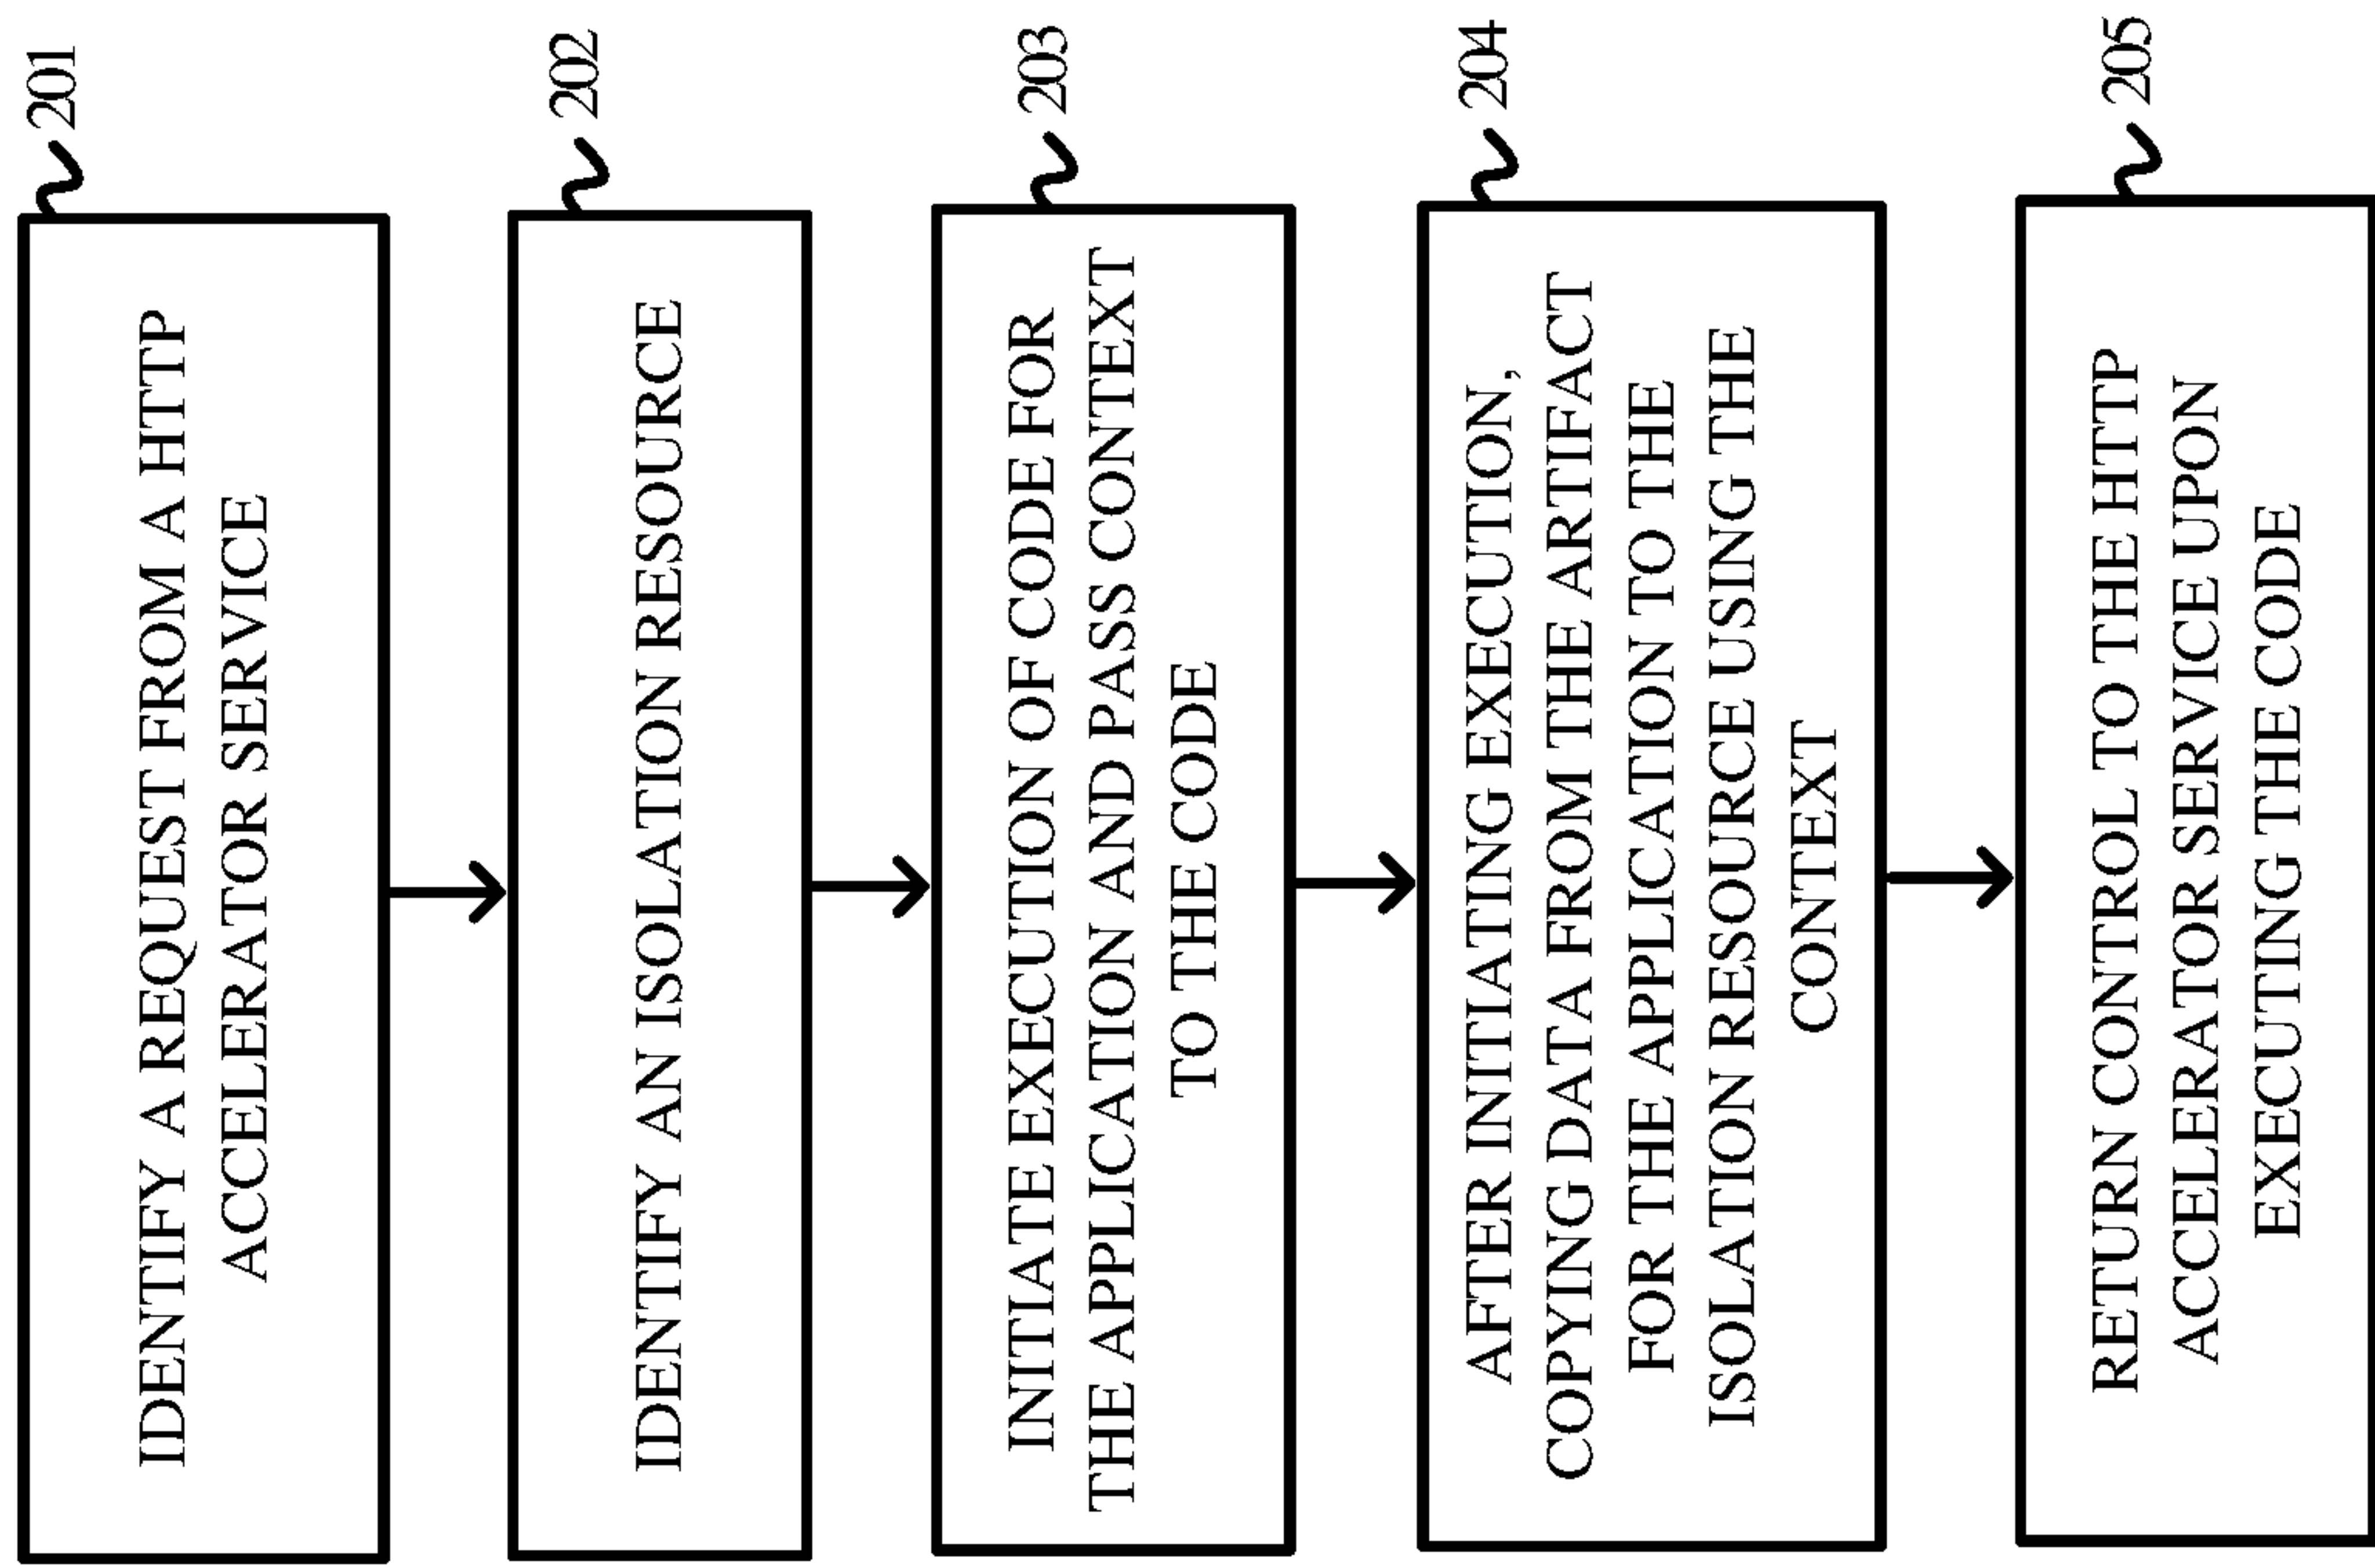 201
IDENTIFY A REQUEST FROM A HTTP
ACCELERATOR SERVICE
202
IDENTIFY AN ISOLATION RESOURCE
203
INITIATE EXECUTION OF CODE FOR
THE APPLICATION AND PASS CONTEXT
TO THE CODE
204
AFTER INITIATING EXECUTION,
COPYING DATA FROM THE ARTIFACT
FOR THE APPLICATION TO THE
ISOLATION RESOURCE USING THE
CONTEXT
205
RETURN CONTROL TO THE HTTP
ACCELERATOR SERVICE UPON
EXECUTING THE CODE